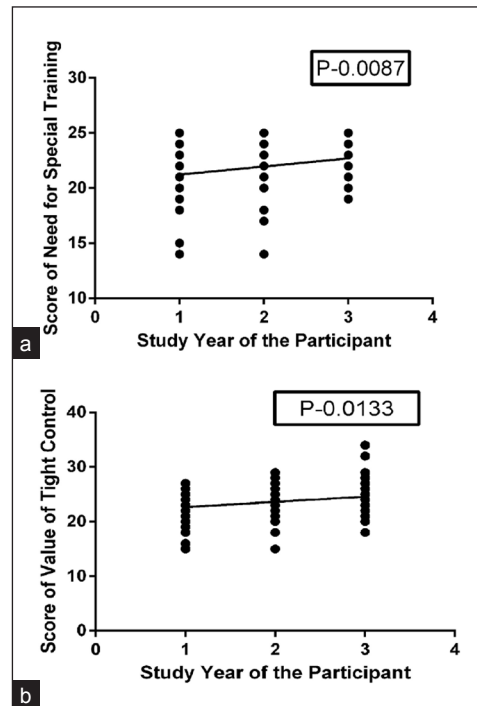 P-0.0087
Score of Need for Special Training
30
25
20
15
10
0 1 2 3 4
Study Year of the Participant
a
P-0.0133
Score of Value of Tight Control
40
30
20
10
0
0 1 2 3 4
Study Year of the Participant
b